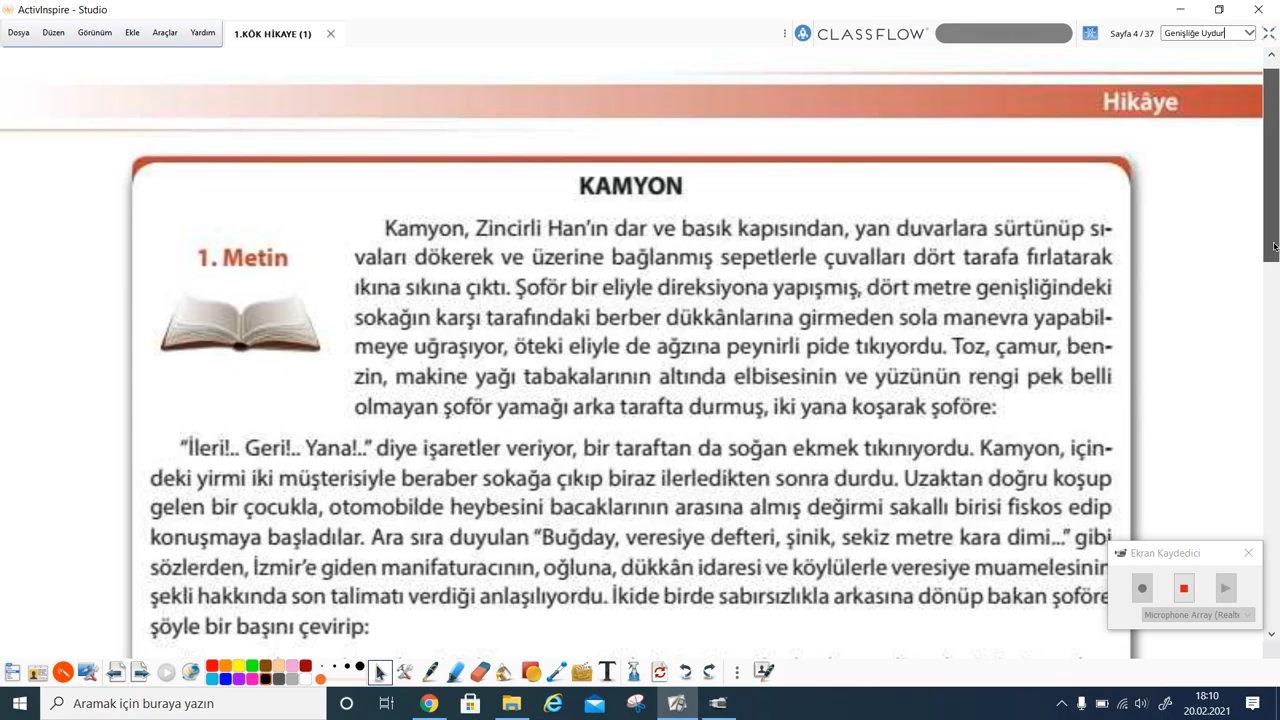 ActivInspire - Studio
Dosya Düzen Görünüm Ekle Araçlar Yardım
1.KÖK HİKAYE (1)
CLASSFLOW
Sayfa 4 / 37
Genişliğe Uydur
Hikâye
KAMYON
1. Metin
Kamyon, Zincirli Han'ın dar ve basık kapısından, yan duvarlara sürtünüp sı-
vaları dökerek ve üzerine bağlanmış sepetlerle çuvalları dört tarafa fırlatarak
ıkına sıkına çıktı. Şoför bir eliyle direksiyona yapışmış, dört metre genişliğindeki
sokağın karşı tarafındaki berber dükkânlarına girmeden sola manevra yapabil-
meye uğraşıyor, öteki eliyle de ağzına peynirli pide tıkıyordu. Toz, çamur, ben-
zin, makine yağı tabakalarının altında elbisesinin ve yüzünün rengi pek belli
olmayan şoför yamağı arka tarafta durmuş, iki yana koşarak şoföre:
"İleri!.. Geri!.. Yana!.." diye işaretler veriyor, bir taraftan da soğan ekmek tıkınıyordu. Kamyon, için-
deki yirmi iki müşterisiyle beraber sokağa çıkıp biraz ilerledikten sonra durdu. Uzaktan doğru koşup
gelen bir çocukla, otomobilde heybesini bacaklarının arasına almış değirmi sakallı birisi fiskos edip
konuşmaya başladılar. Ara sıra duyulan "Buğday, veresiye defteri, şinik, sekiz metre kara dimi..." gibi
sözlerden, İzmir'e giden manifaturacının, oğluna, dükkân idaresi ve köylülerle veresiye muamelesinin
şekli hakkında son talimatı verdiği anlaşılıyordu. İkide birde sabırsızlıkla arkasına dönüp bakan şoföre
şöyle bir başını çevirip:
Ekran Kaydedici
Microphone Array (Realte
Aramak için buraya yazın
18:10
20.02.2021